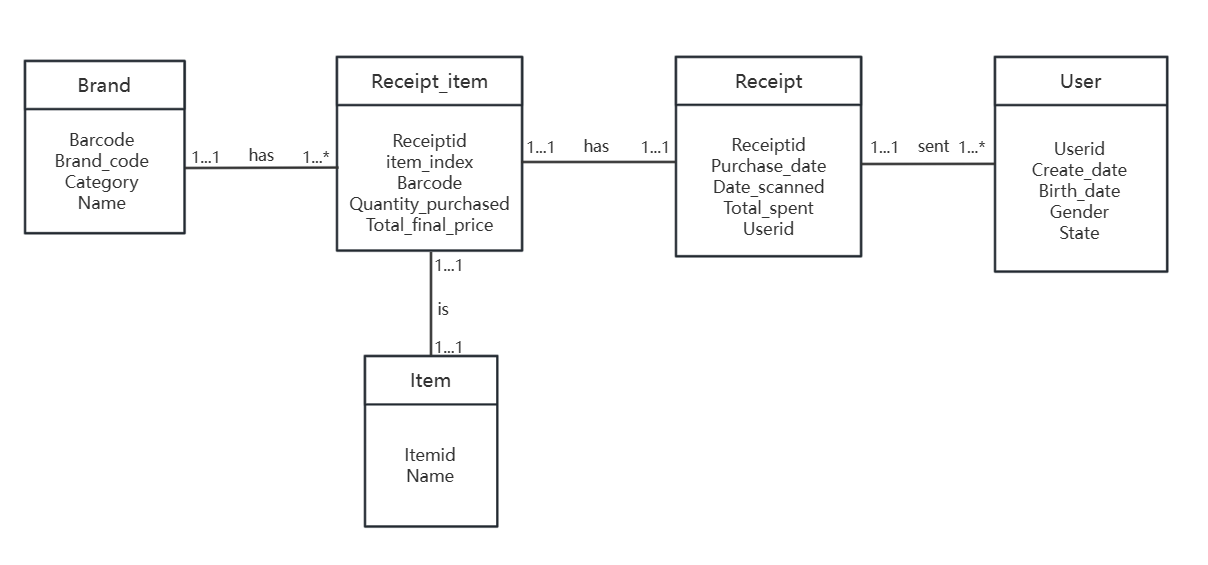 Brand
Barcode
Brand_code
Category
Name
1...1 has 1...*
Receipt_item
Receiptid
item_index
Barcode
Quantity_purchased
Total_final_price
1...1 has 1...1
Receipt
Receiptid
Purchase_date
Date_scanned
Total_spent
Userid
1...1 sent 1...*
User
Userid
Create_date
Birth_date
Gender
State
1...1
is
1...1
Item
Itemid
Name